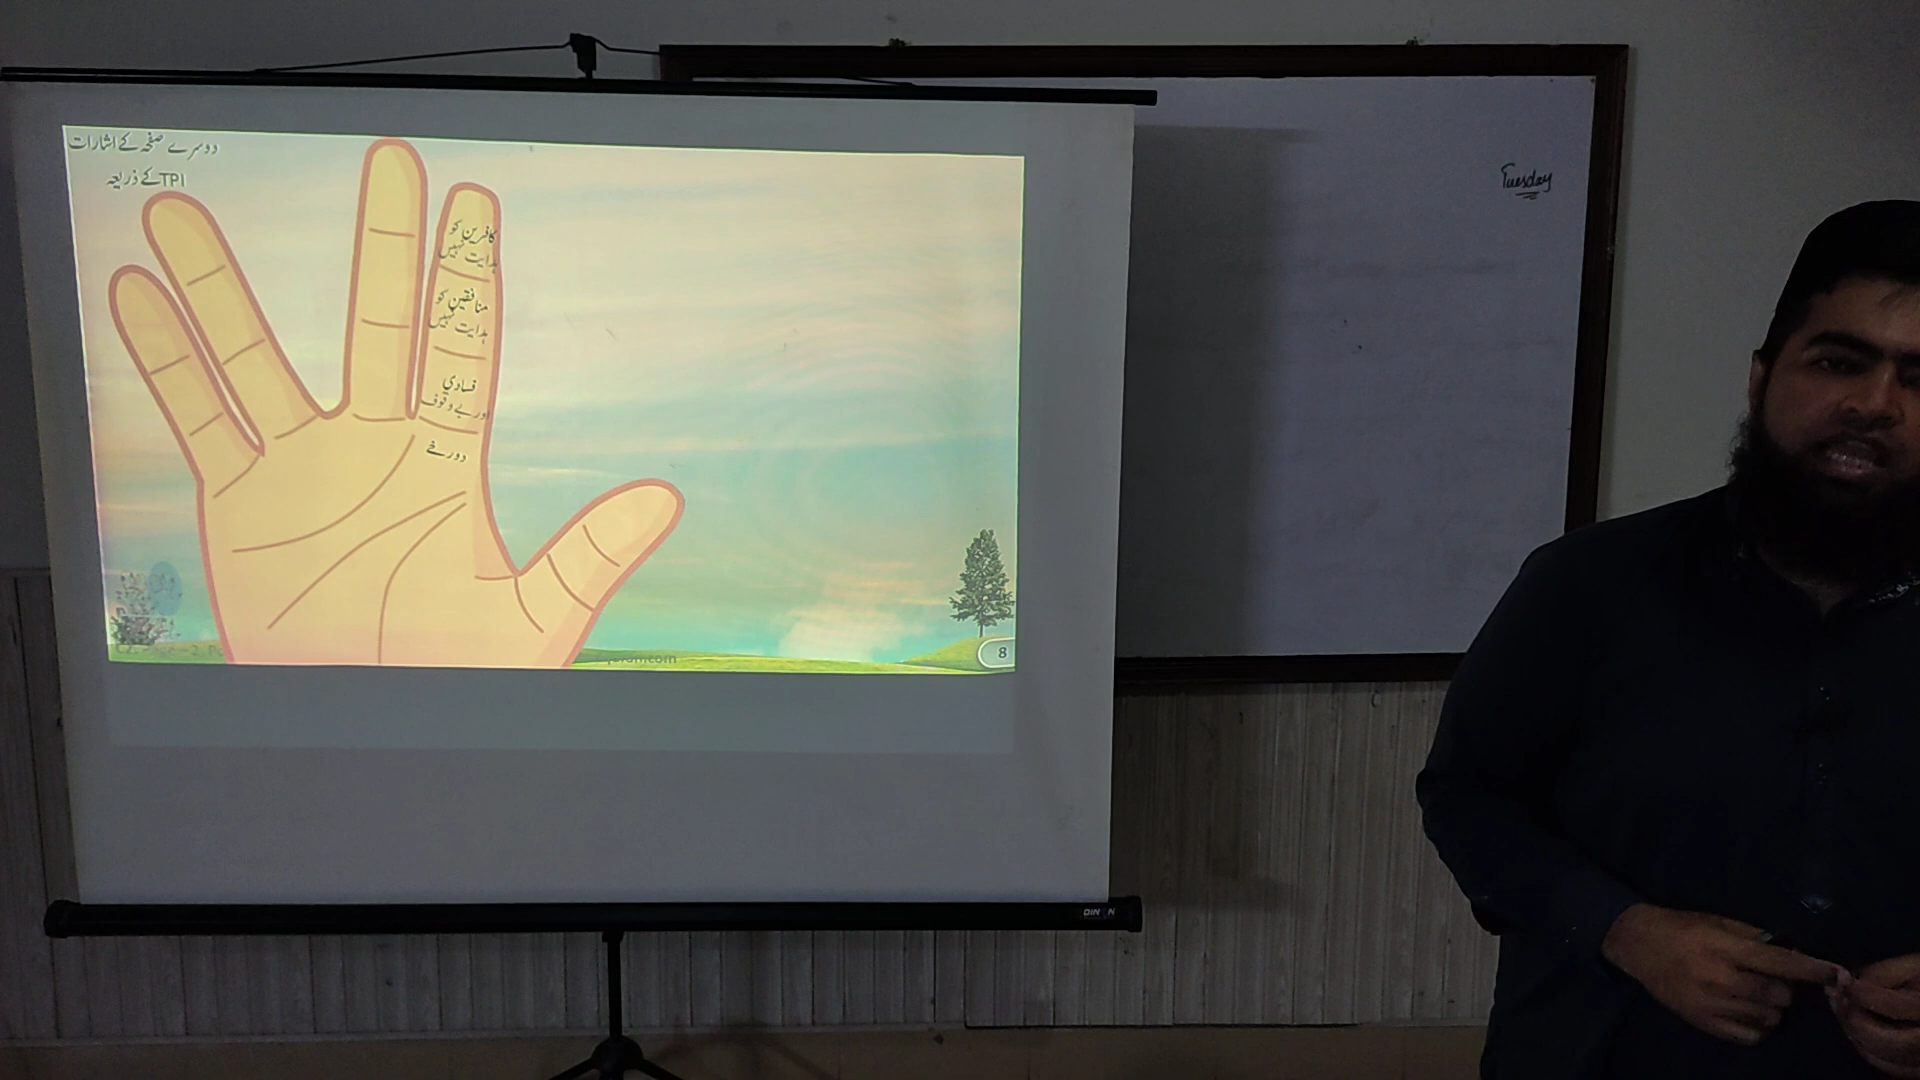 دوسرے صفحہ کے اشارات
TPI کے ذریعہ
کافرین کو
ہدایت نہیں
منافقین کو
ہدایت نہیں
فسادی
اور بے وقوف
دورخے
8
Tuesday